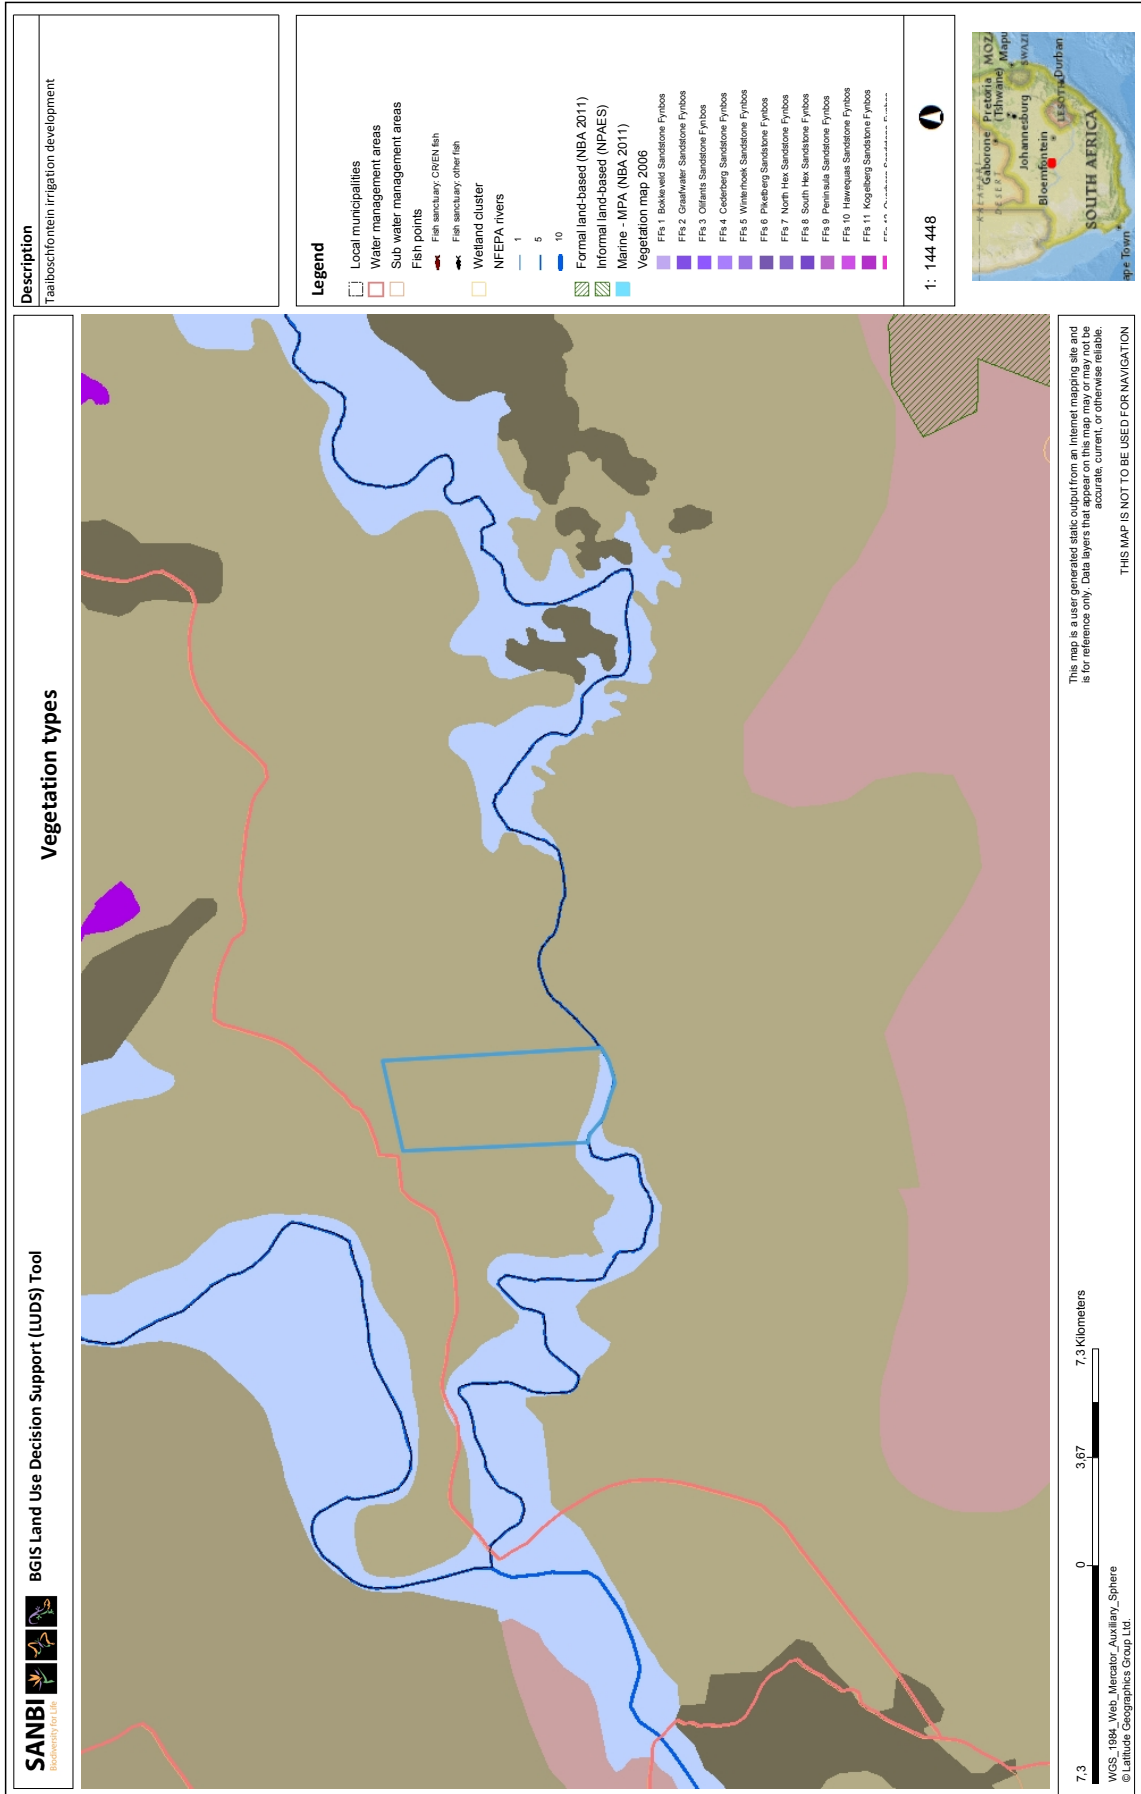 SANBI
Biodiversity for Life
BGIS Land Use Decision Support (LUDS) Tool
Vegetation types
Description
Taaiboschfontein irrigation development
Legend
Local municipalities
Water management areas
Sub water management areas
Fish points
Fish sanctuary: CR/EN fish
Fish sanctuary: other fish
Wetland cluster
NFEPA rivers
1
5
10
Formal land-based (NBA 2011)
Informal land-based (NPAES)
Marine - MPA (NBA 2011)
Vegetation map 2006
FFs 1 Bokkeveld Sandstone Fynbos
FFs 2 Graafwater Sandstone Fynbos
FFs 3 Olifants Sandstone Fynbos
FFs 4 Cederberg Sandstone Fynbos
FFs 5 Winterhoek Sandstone Fynbos
FFs 6 Piketberg Sandstone Fynbos
FFs 7 North Hex Sandstone Fynbos
FFs 8 South Hex Sandstone Fynbos
FFs 9 Peninsula Sandstone Fynbos
FFs 10 Hawequas Sandstone Fynbos
FFs 11 Kogelberg Sandstone Fynbos
1: 144 448
KALAHARI
DESERT
Gaborone
Pretoria
(Tshwane)
MOZ
Mapu
Johannesburg
SWAZI
Bloemfontein
LESOTHO
Durban
SOUTH AFRICA
ape Town
7.3
0
3.67
7.3 Kilometers
WGS_1984_Web_Mercator_Auxiliary_Sphere
© Latitude Geographics Group Ltd.
This map is a user generated static output from an Internet mapping site and
is for reference only. Data layers that appear on this map may or may not be
accurate, current, or otherwise reliable.
THIS MAP IS NOT TO BE USED FOR NAVIGATION